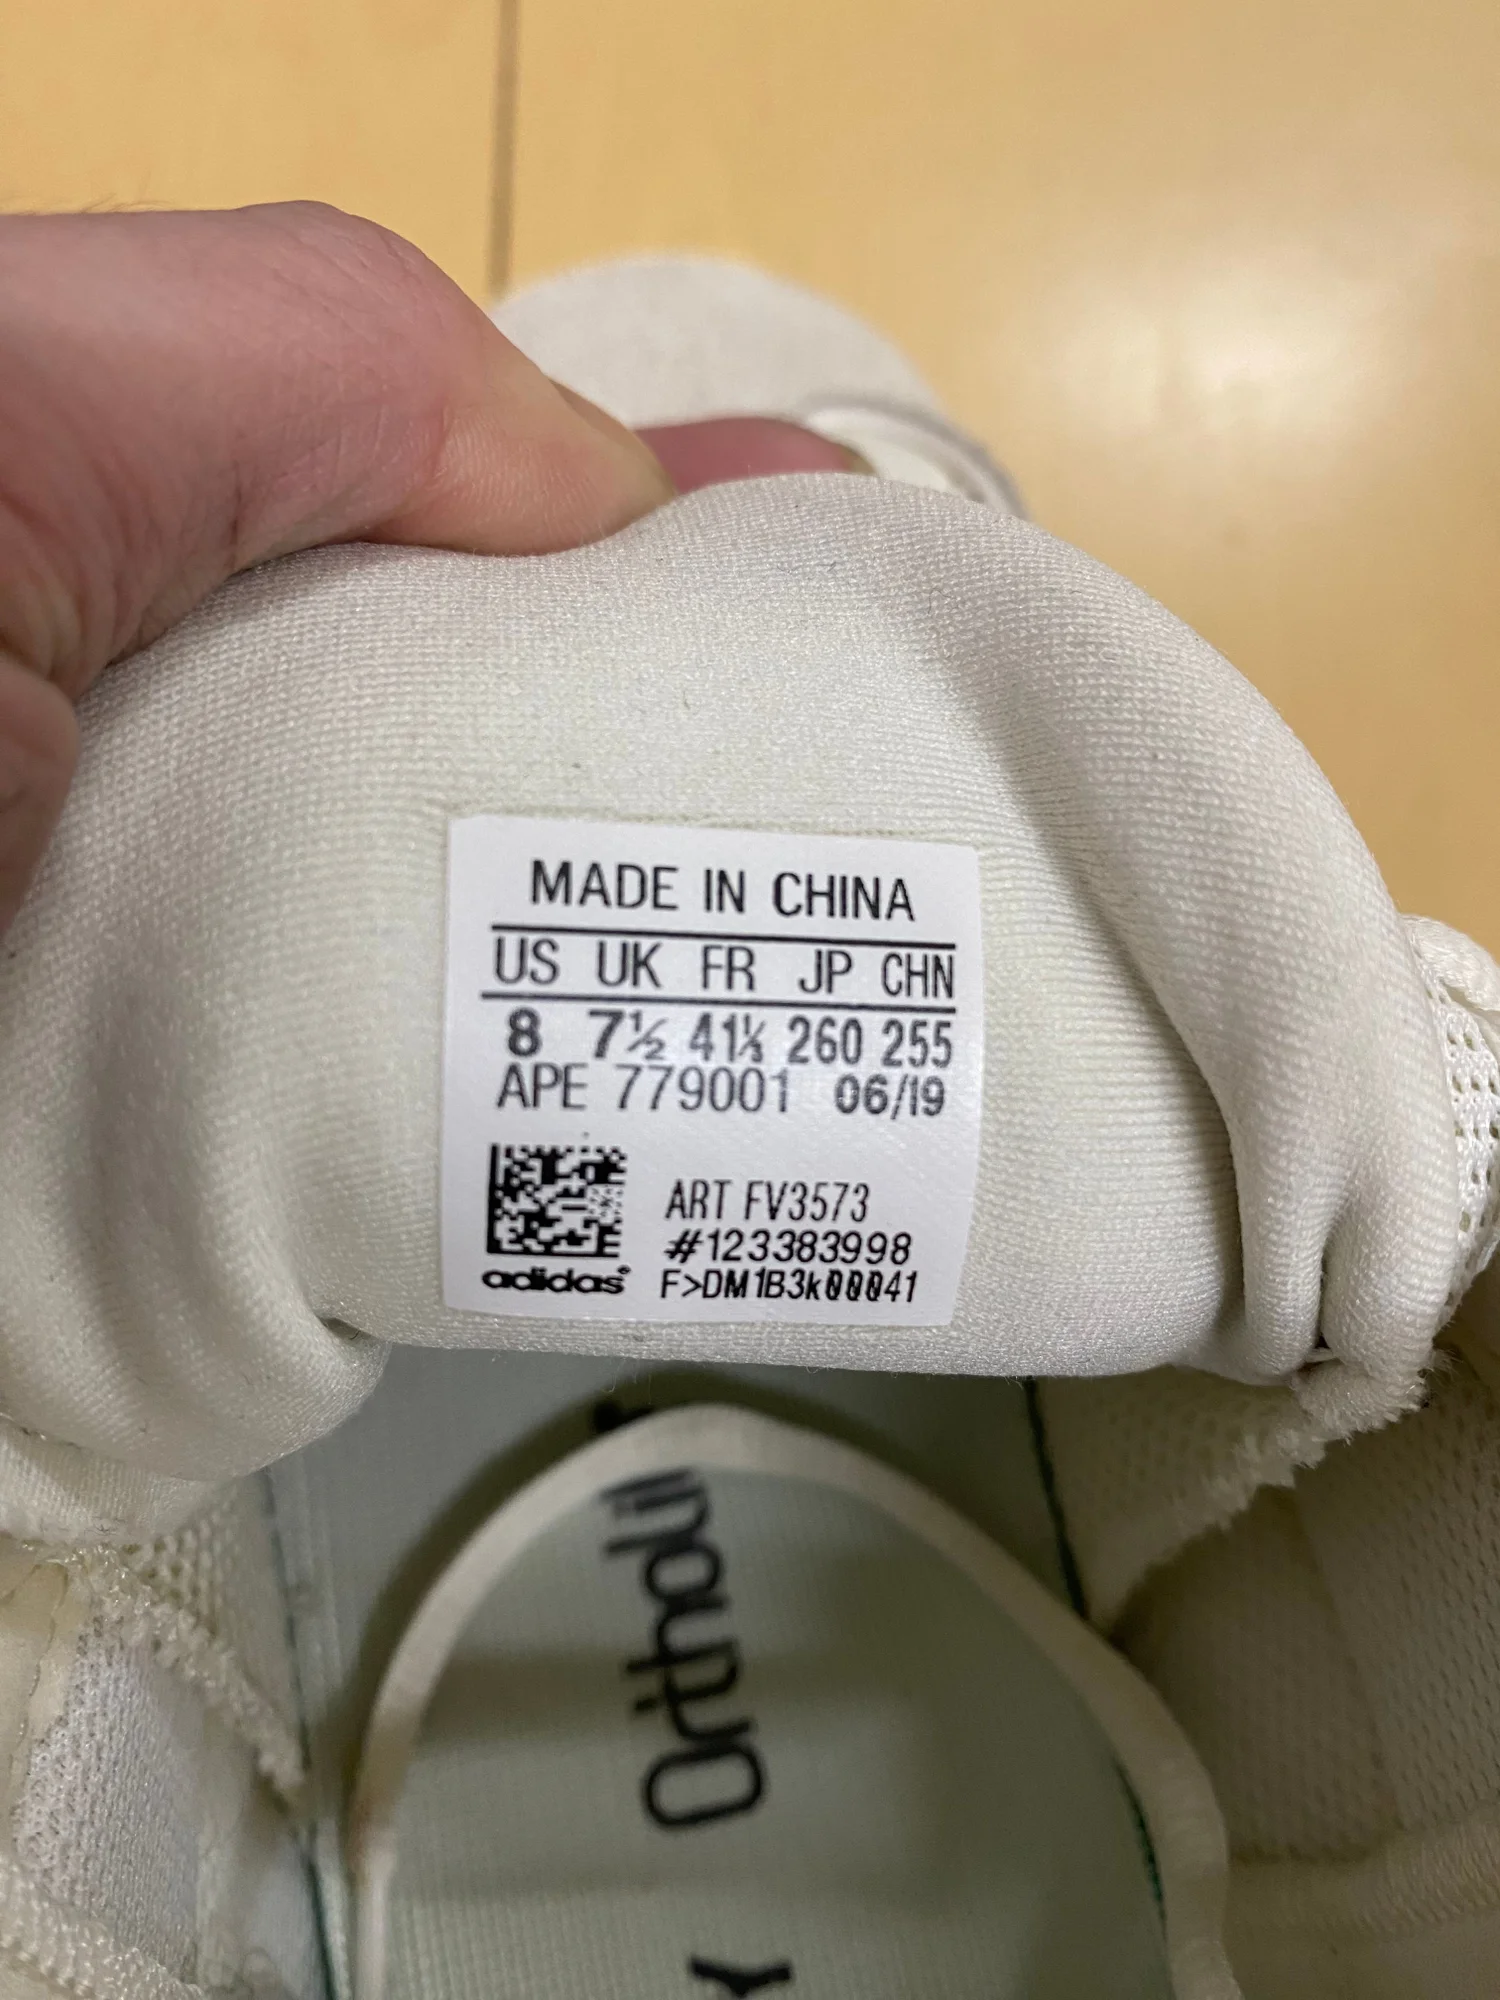 MADE IN CHINA
US UK FR JP CHN
8 7½ 41⅓ 260 255
APE 779001 06/19
ART FV3573
#123383998
adidas®
F>DM1B3k00041
Ortholi